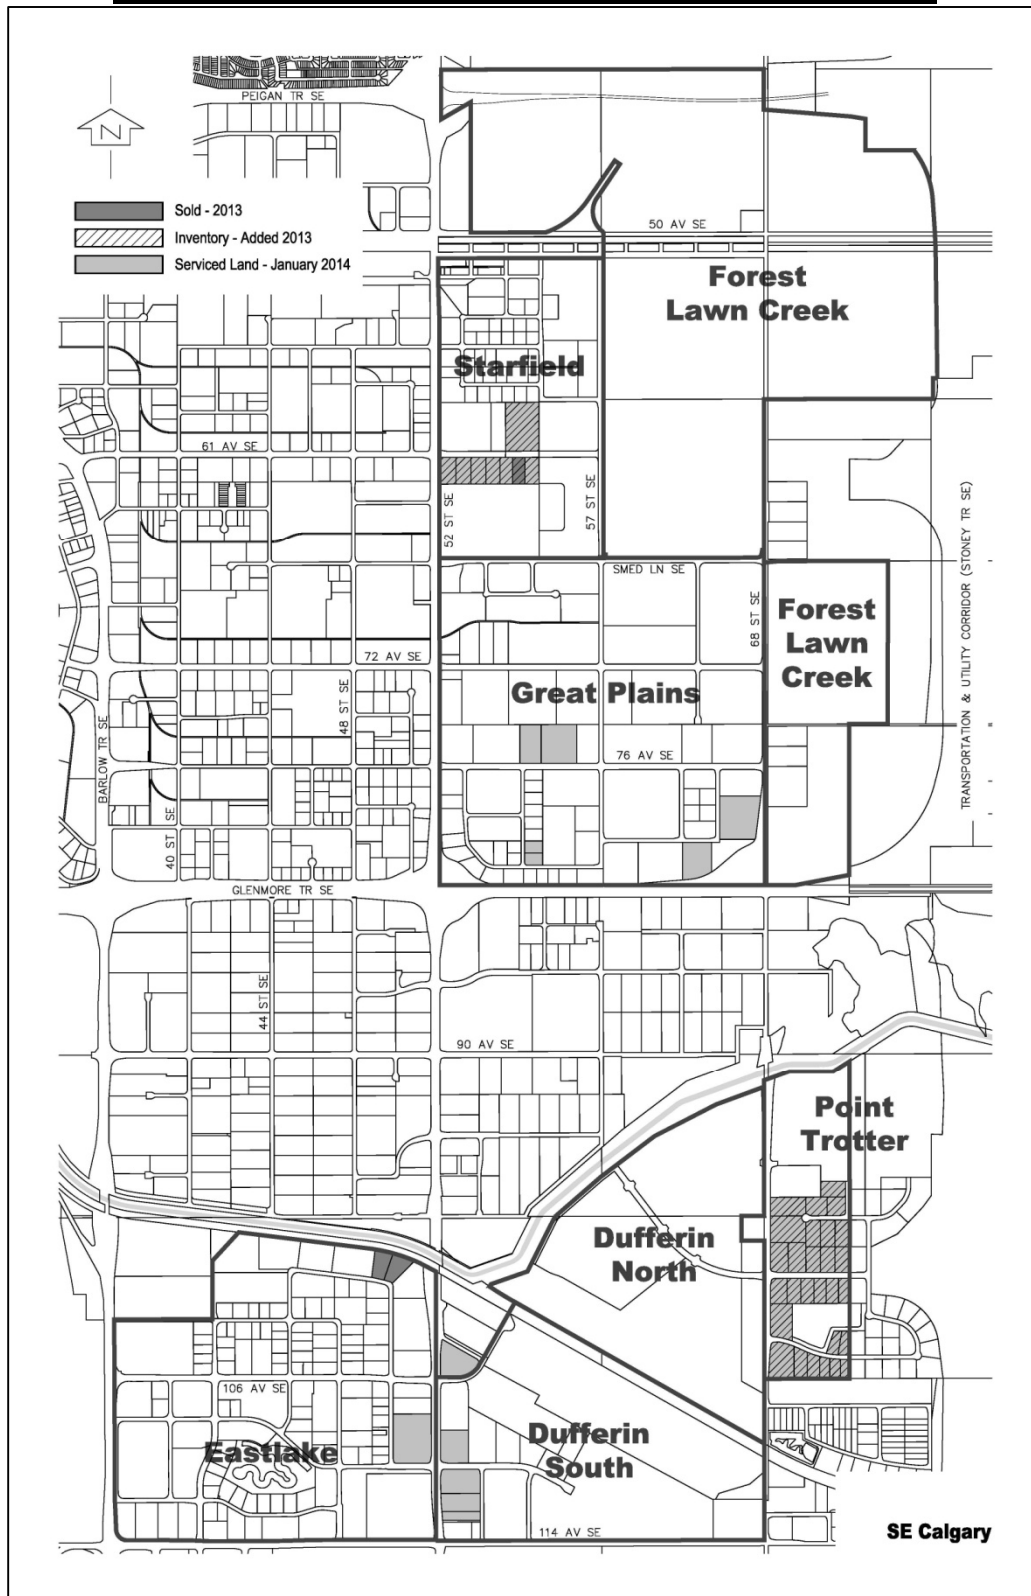 PEIGAN TR SE
N
Sold - 2013
Inventory - Added 2013
Serviced Land - January 2014
50 AV SE
Forest
Lawn Creek
Starfield
61 AV SE
52 ST SE
57 ST SE
TRANSPORTATION & UTILITY CORRIDOR (STONEY TR SE)
SMED LN SE
68 ST SE
Forest
Lawn
Creek
72 AV SE
48 ST SE
Great Plains
BARLOW TR SE
76 AV SE
40 ST SE
GLENMORE TR SE
44 ST SE
90 AV SE
Point
Trotter
Dufferin
North
106 AV SE
Eastlake
Dufferin
South
114 AV SE
SE Calgary